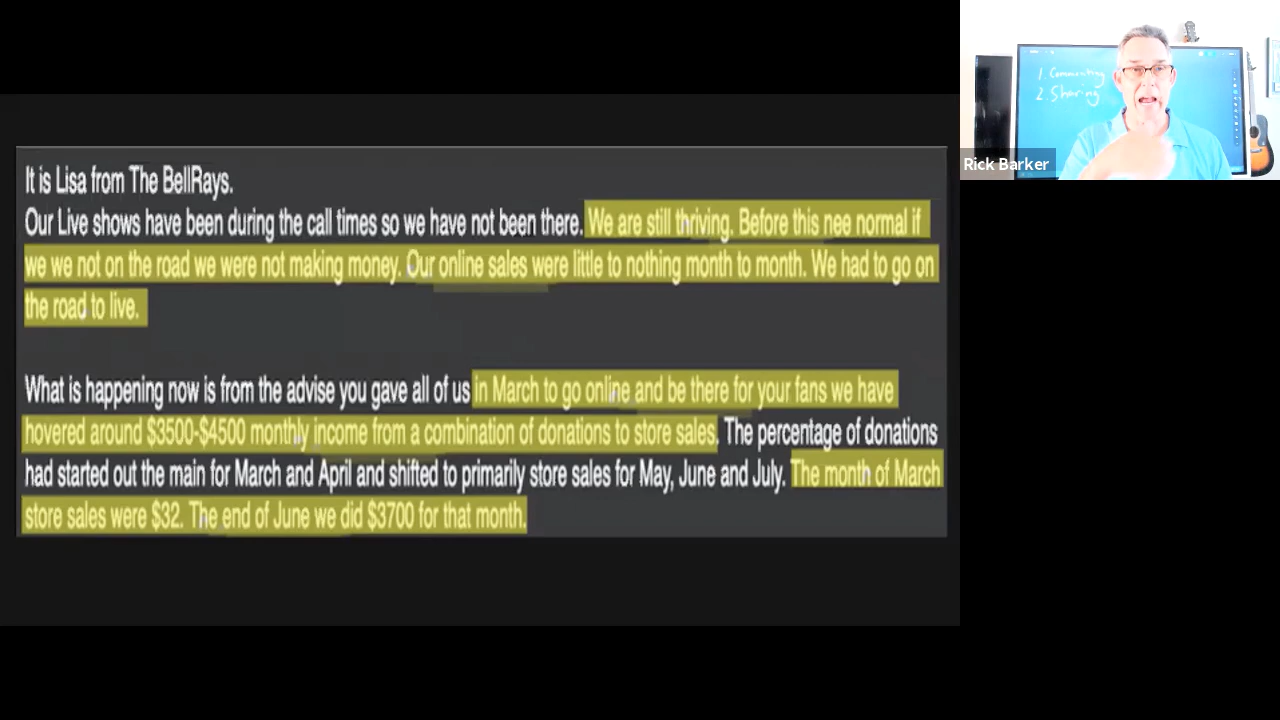 It is Lisa from The BellRays.
Our Live shows have been during the call times so we have not been there. We are still thriving. Before this nee normal if
we we not on the road we were not making money. Our online sales were little to nothing month to month. We had to go on
the road to live.
What is happening now is from the advise you gave all of us in March to go online and be there for your fans we have
hovered around $3500-$4500 monthly income from a combination of donations to store sales. The percentage of donations
had started out the main for March and April and shifted to primarily store sales for May, June and July. The month of March
store sales were $32. The end of June we did $3700 for that month.
1. Commenting
2. Sharing
Rick Barker